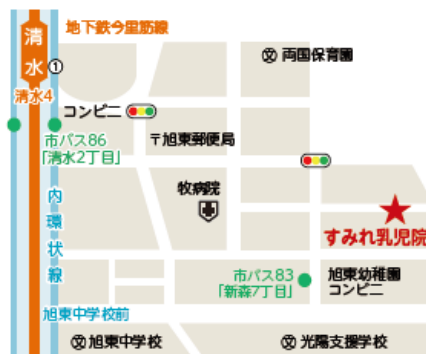 地下鉄今里筋線
清水
①
清水4
㊛ 両国保育園
コンビニ
市バス86
「清水2丁目」
〒旭東郵便局
牧病院
内環状線
すみれ乳児院
市バス83
「新森7丁目」
旭東幼稚園
コンビニ
旭東中学校前
文 旭東中学校
文 光陽支援学校